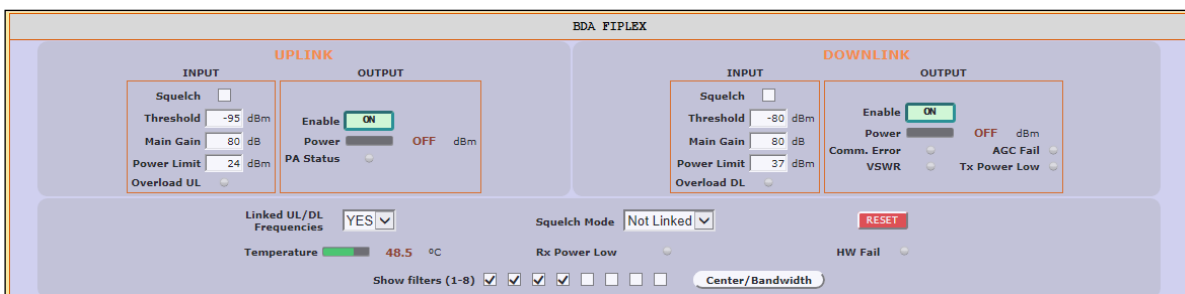 BDA FIPLEX
UPLINK
INPUT OUTPUT
Squelch
Threshold -95 dBm
Main Gain 80 dB
Power Limit 24 dBm
Overload UL
Enable ON
Power OFF dBm
PA Status
DOWNLINK
INPUT OUTPUT
Squelch
Threshold -80 dBm
Main Gain 80 dB
Power Limit 37 dBm
Overload DL
Enable ON
Power OFF dBm
Comm. Error AGC Fail
VSWR Tx Power Low
Linked UL/DL
Frequencies YES
Squelch Mode Not Linked
RESET
Temperature 48.5 ºC
Rx Power Low
HW Fail
Show filters (1-8) Center/Bandwidth